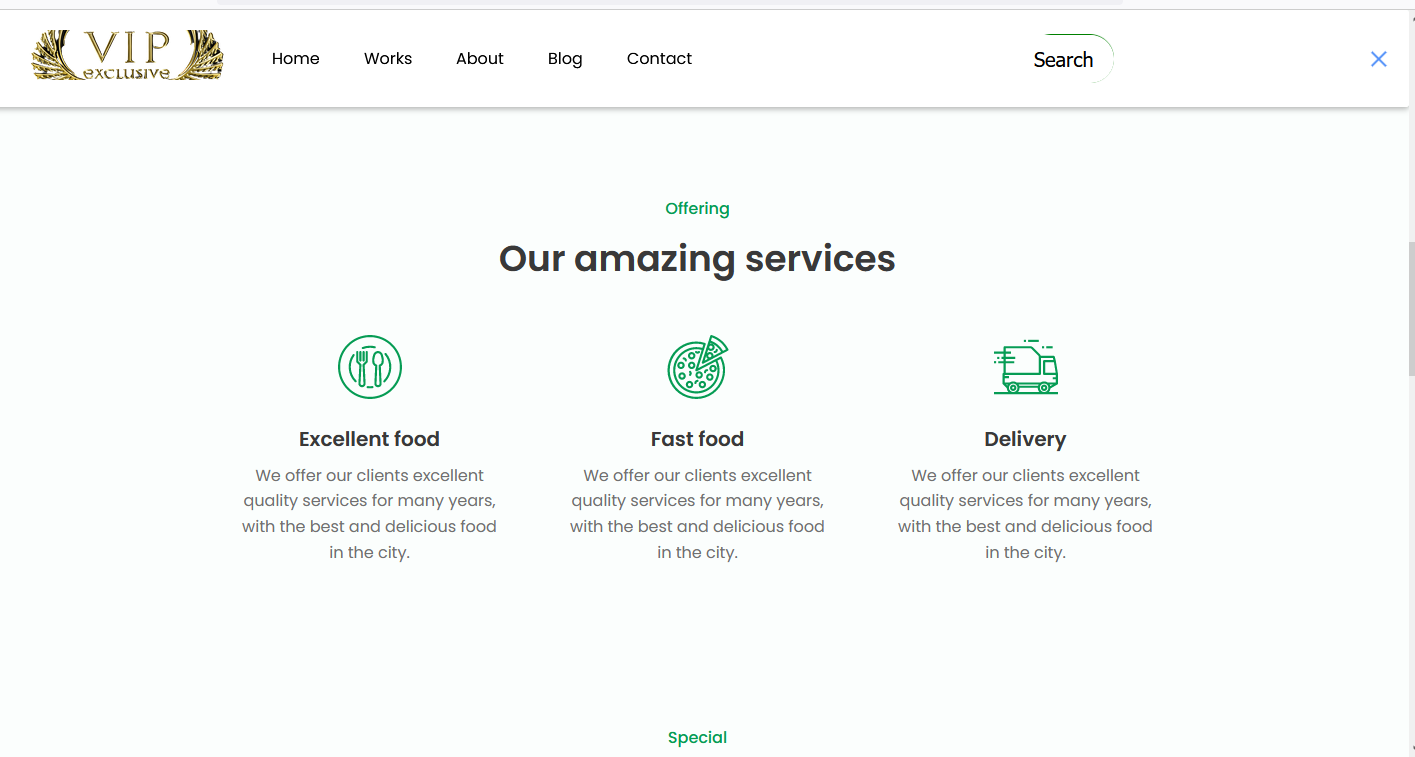 VIP
exclusive
Home Works About Blog Contact Search
Offering
Our amazing services
Excellent food
We offer our clients excellent
quality services for many years,
with the best and delicious food
in the city.
Fast food
We offer our clients excellent
quality services for many years,
with the best and delicious food
in the city.
Delivery
We offer our clients excellent
quality services for many years,
with the best and delicious food
in the city.
Special